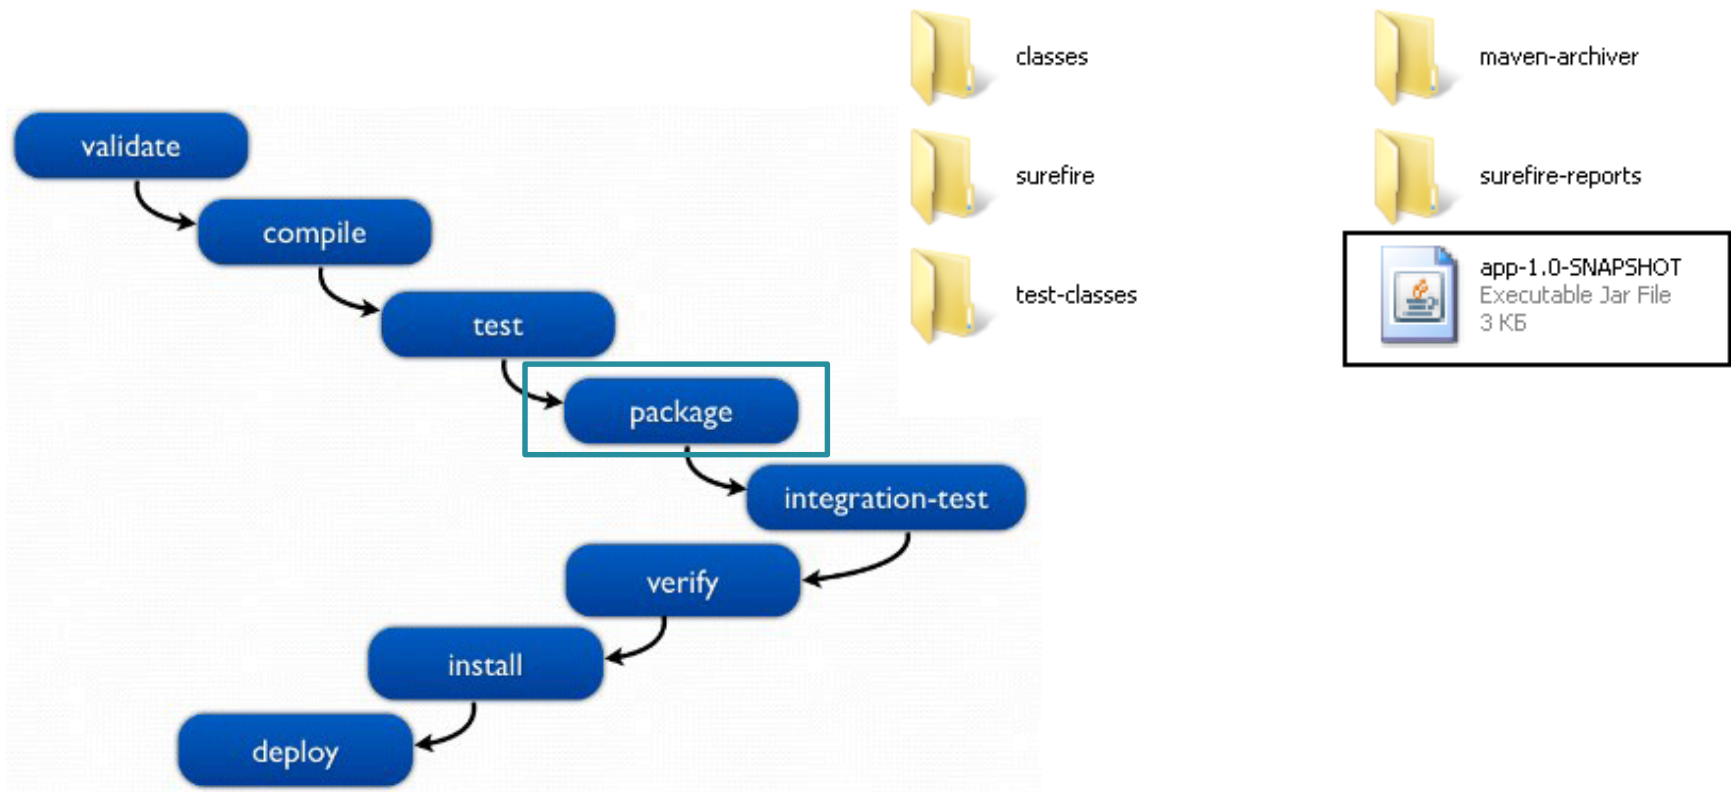 validate
compile
test
package
integration-test
verify
install
deploy
classes
maven-archiver
surefire
surefire-reports
test-classes
app-1.0-SNAPSHOT
Executable Jar File
3 КБ